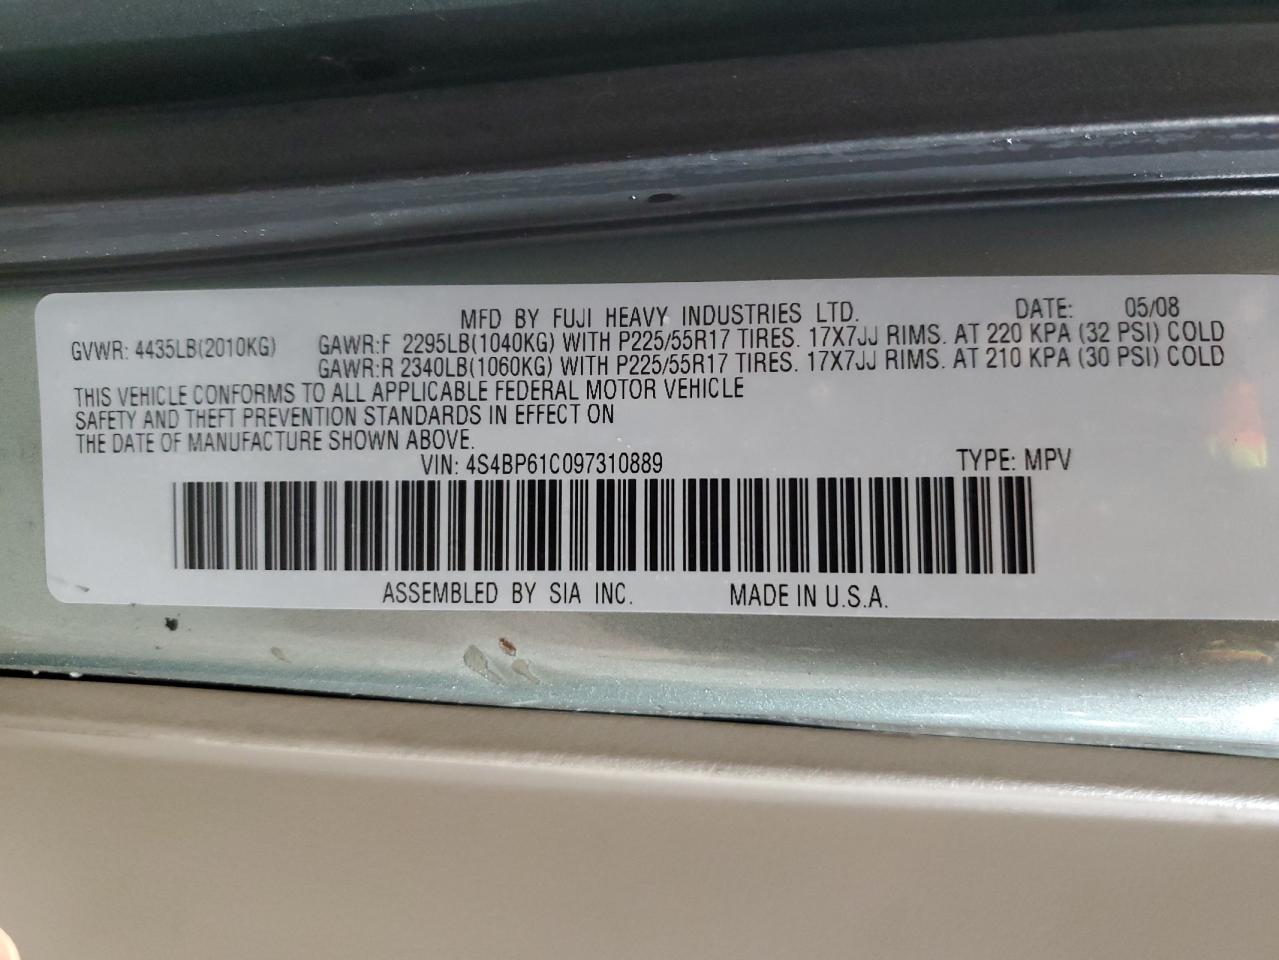 MFD BY FUJI HEAVY INDUSTRIES LTD. DATE: 05/08
GVWR: 4435LB(2010KG) GAWR:F 2295LB(1040KG) WITH P225/55R17 TIRES. 17X7JJ RIMS. AT 220 KPA (32 PSI) COLD
GAWR:R 2340LB(1060KG) WITH P225/55R17 TIRES. 17X7JJ RIMS. AT 210 KPA (30 PSI) COLD
THIS VEHICLE CONFORMS TO ALL APPLICABLE FEDERAL MOTOR VEHICLE
SAFETY AND THEFT PREVENTION STANDARDS IN EFFECT ON
THE DATE OF MANUFACTURE SHOWN ABOVE.
VIN: 4S4BP61C097310889 TYPE: MPV
ASSEMBLED BY SIA INC. MADE IN U.S.A.